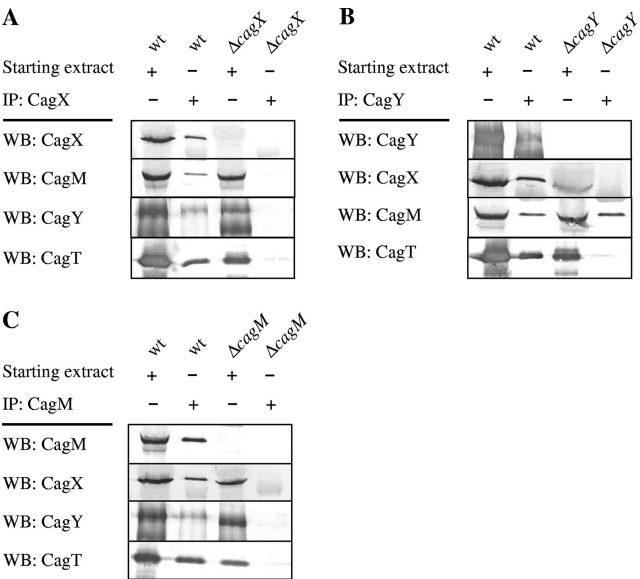 A
wt wt ΔcagX ΔcagX
Starting extract + − + −
IP: CagX − + − +
WB: CagX
WB: CagM
WB: CagY
WB: CagT
B
wt wt ΔcagY ΔcagY
Starting extract + − + −
IP: CagY − + − +
WB: CagY
WB: CagX
WB: CagM
WB: CagT
C
wt wt ΔcagM ΔcagM
Starting extract + − + −
IP: CagM − + − +
WB: CagM
WB: CagX
WB: CagY
WB: CagT